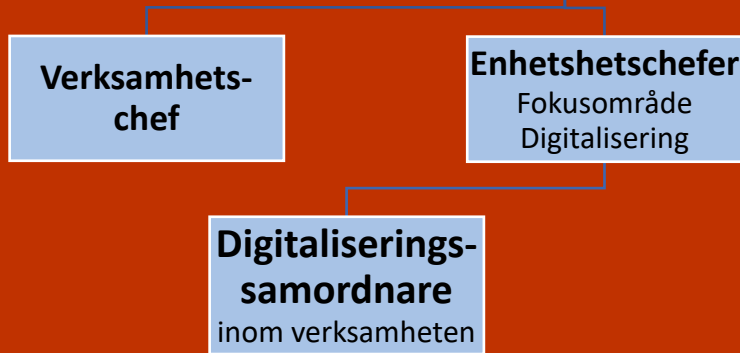 Verksamhets-
chef
Enhetshetschefer
Fokusområde
Digitalisering
Digitaliserings-
samordnare
inom verksamheten